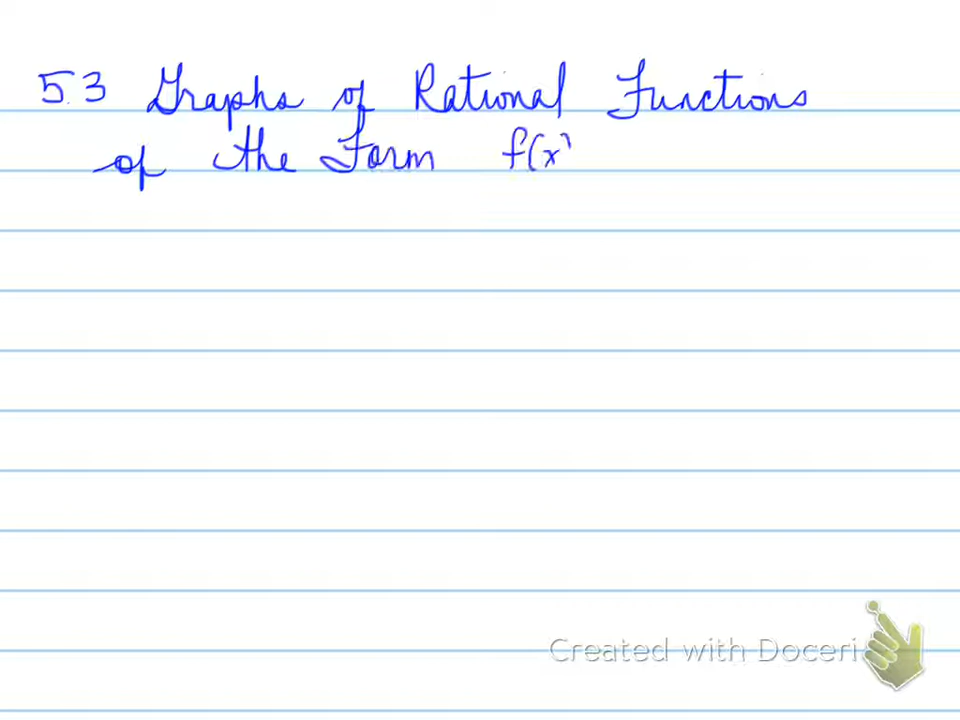 5.3 Graphs of Rational Functions
of the Form f(x)
Created with Doceri